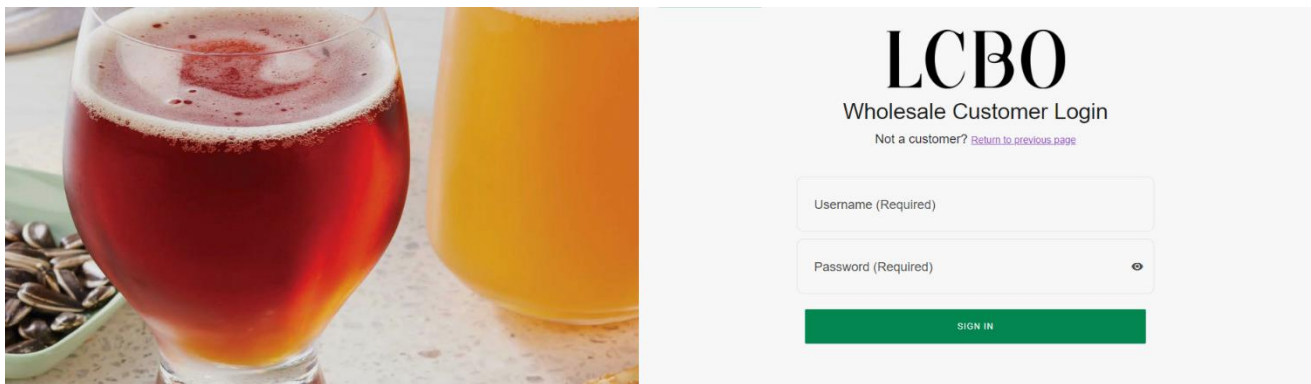 LCBO
Wholesale Customer Login
Not a customer? Return to previous page
Username (Required)
Password (Required)
SIGN IN